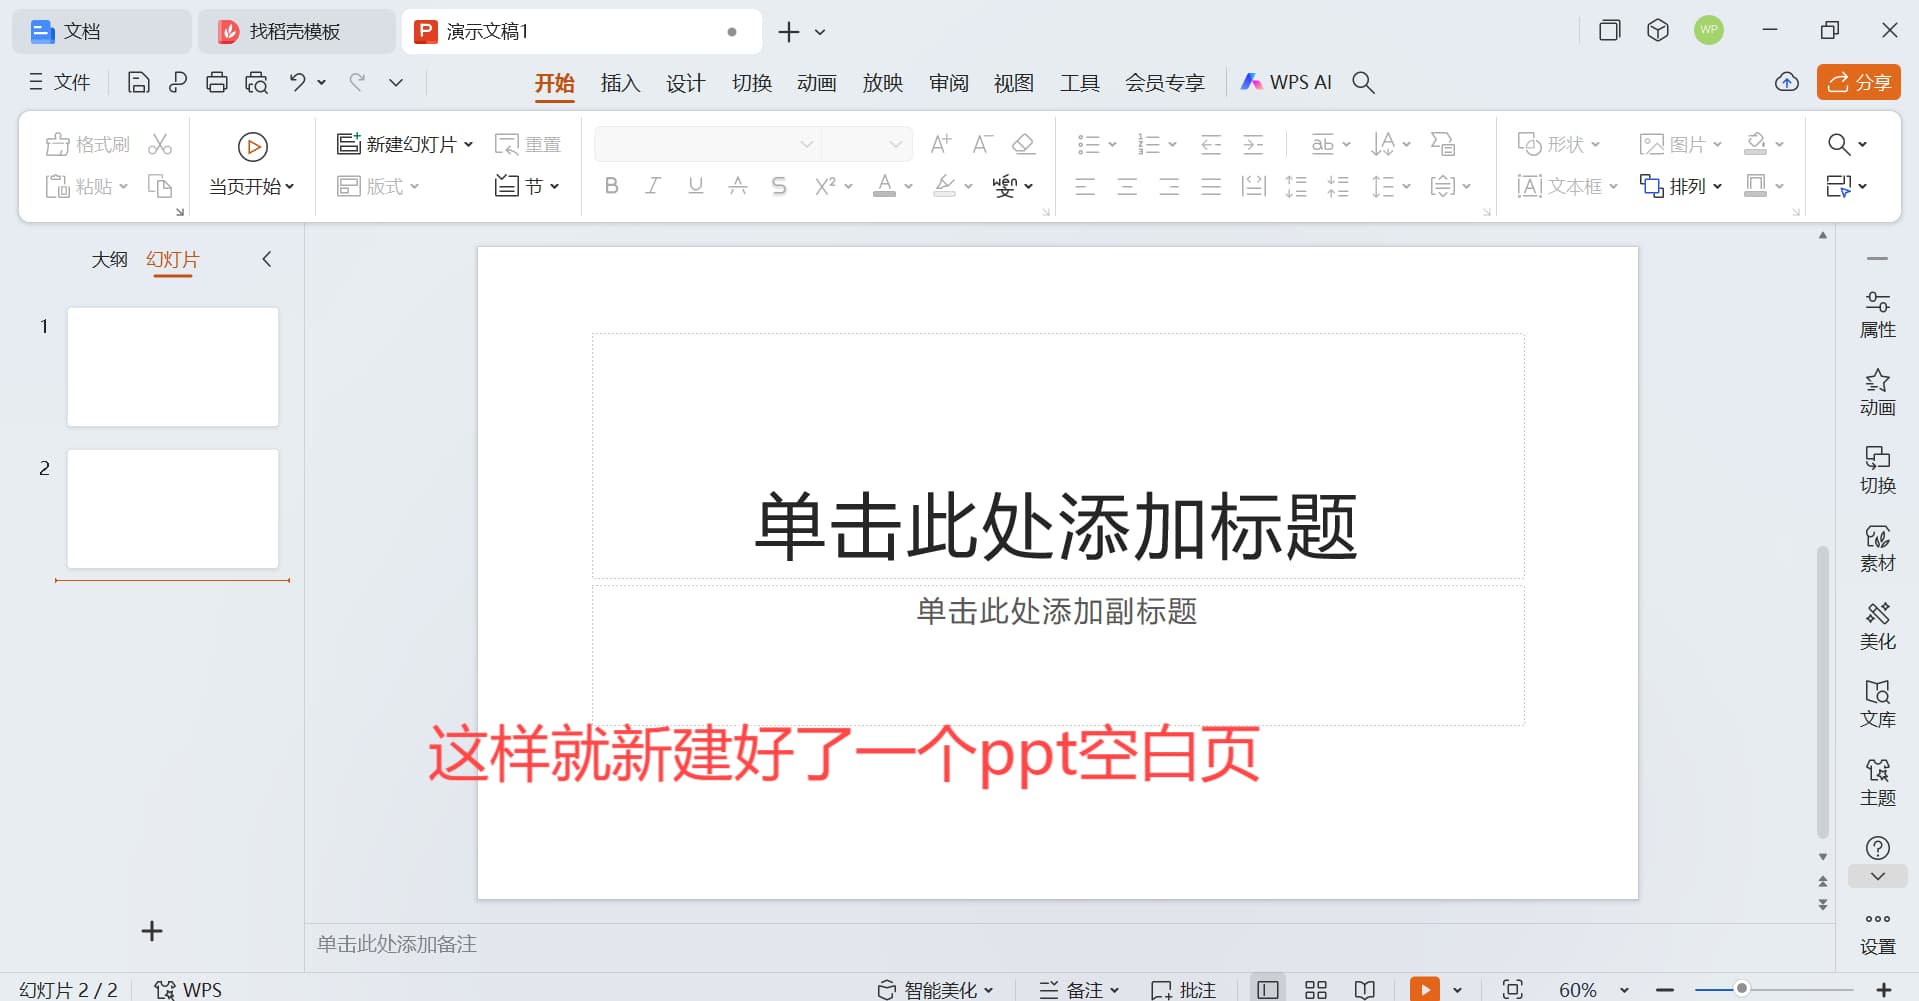 文档 找稻壳模板 演示文稿1 WP
文件 开始 插入 设计 切换 动画 放映 审阅 视图 工具 会员专享 WPS AI 分享
格式刷 新建幻灯片 重置 形状 图片
粘贴 当页开始 版式 节 wén 变 文本框 排列
大纲 幻灯片
1
2
单击此处添加标题
单击此处添加副标题
这样就新建好了一个ppt空白页
属性
动画
切换
素材
美化
文库
主题
设置
单击此处添加备注
幻灯片 2 / 2 WPS 智能美化 备注 批注 60%